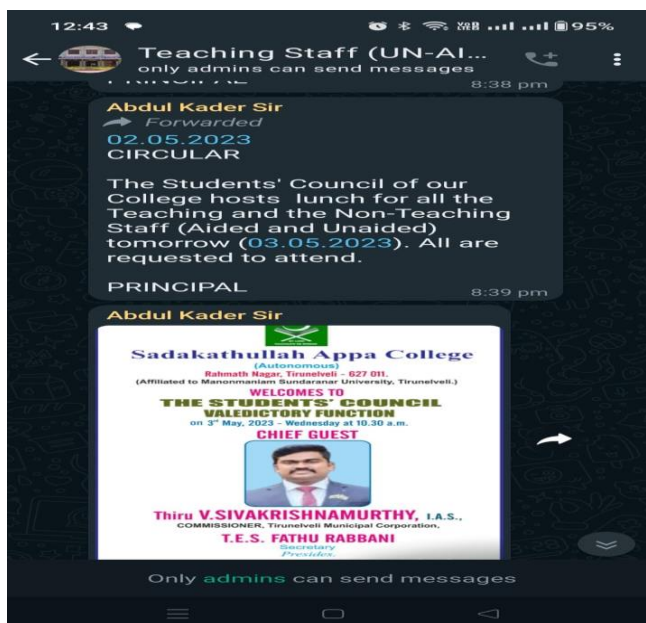 12:43
95%
Teaching Staff (UN-AI...
only admins can send messages
8:38 pm
Abdul Kader Sir
Forwarded
02.05.2023
CIRCULAR
The Students' Council of our
College hosts lunch for all the
Teaching and the Non-Teaching
Staff (Aided and Unaided)
tomorrow (03.05.2023). All are
requested to attend.
PRINCIPAL
8:39 pm
Abdul Kader Sir
Sadakathullah Appa College
(Autonomous)
Rahmath Nagar, Tirunelveli - 627 011.
(Affiliated to Manonmaniam Sundaranar University, Tirunelveli.)
WELCOMES TO
THE STUDENTS' COUNCIL
VALEDICTORY FUNCTION
on 3rd May, 2023 - Wednesday at 10.30 a.m.
CHIEF GUEST
Thiru V.SIVAKRISHNAMURTHY, I.A.S.,
COMMISSIONER, Tirunelveli Municipal Corporation,
T.E.S. FATHU RABBANI
Secretary
Presides.
Only admins can send messages